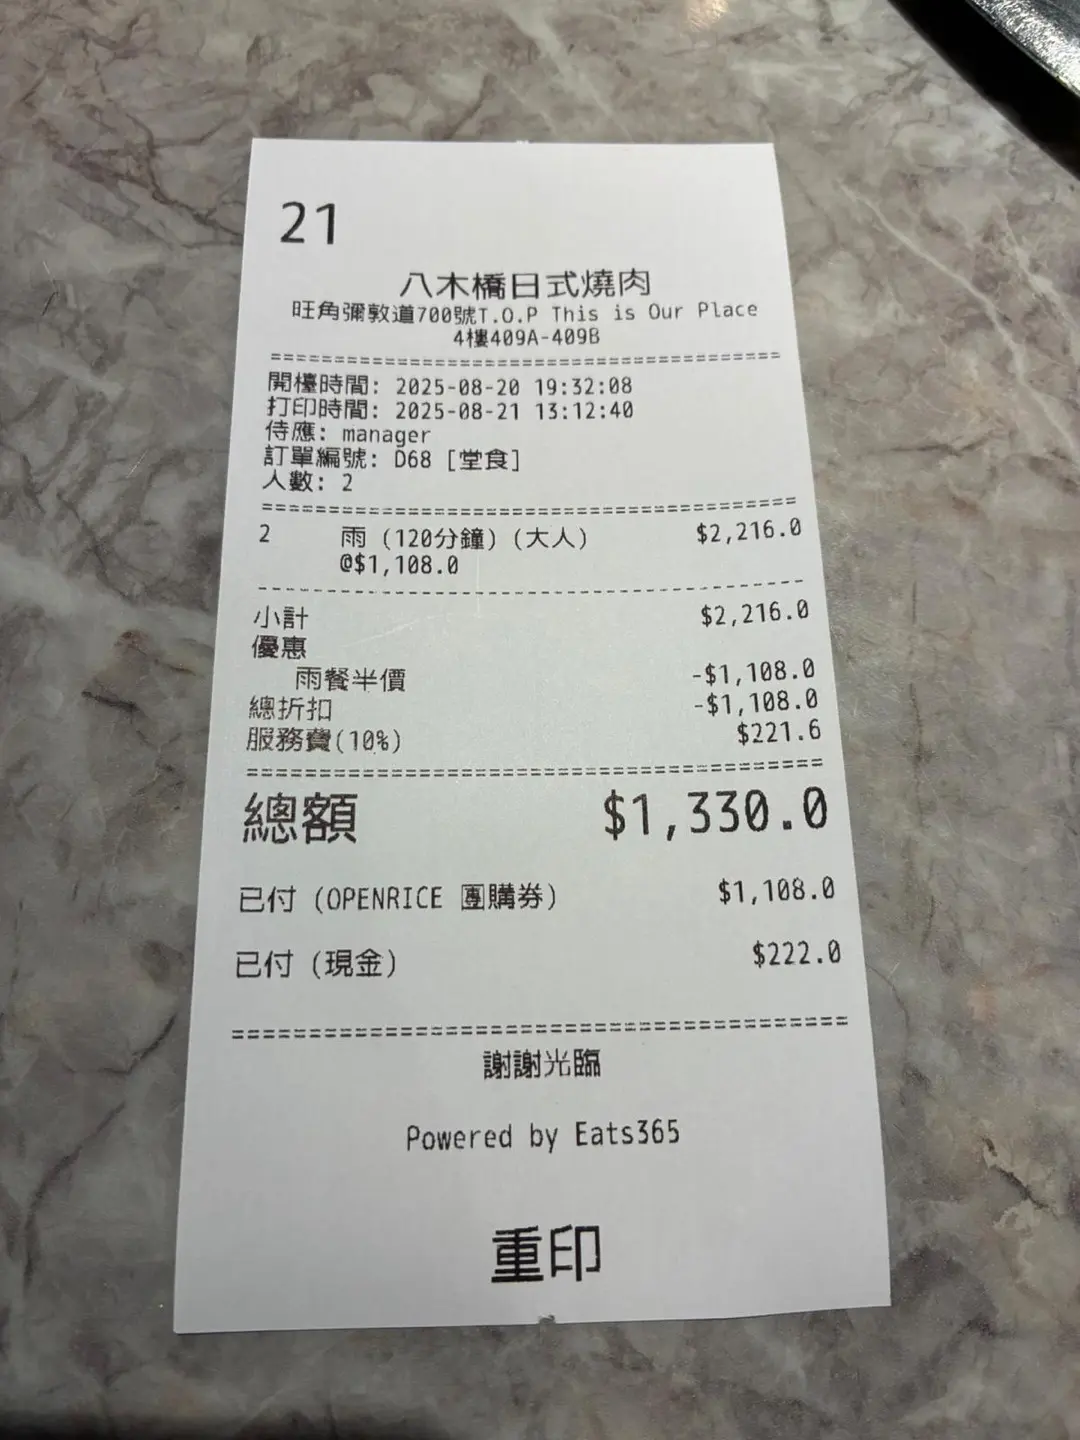 21
八木橋日式燒肉
旺角彌敦道700號T.O.P This is Our Place
4樓409A-409B
開檯時間: 2025-08-20 19:32:08
打印時間: 2025-08-21 13:12:40
侍應: manager
訂單編號: D68 [堂食]
人數: 2
2 雨 (120分鐘) (大人) $2,216.0
@$1,108.0
小計 $2,216.0
優惠
雨餐半價 -$1,108.0
總折扣 -$1,108.0
服務費(10%) $221.6
總額 $1,330.0
已付 (OPENRICE 團購券) $1,108.0
已付 (現金) $222.0
謝謝光臨
Powered by Eats365
重印